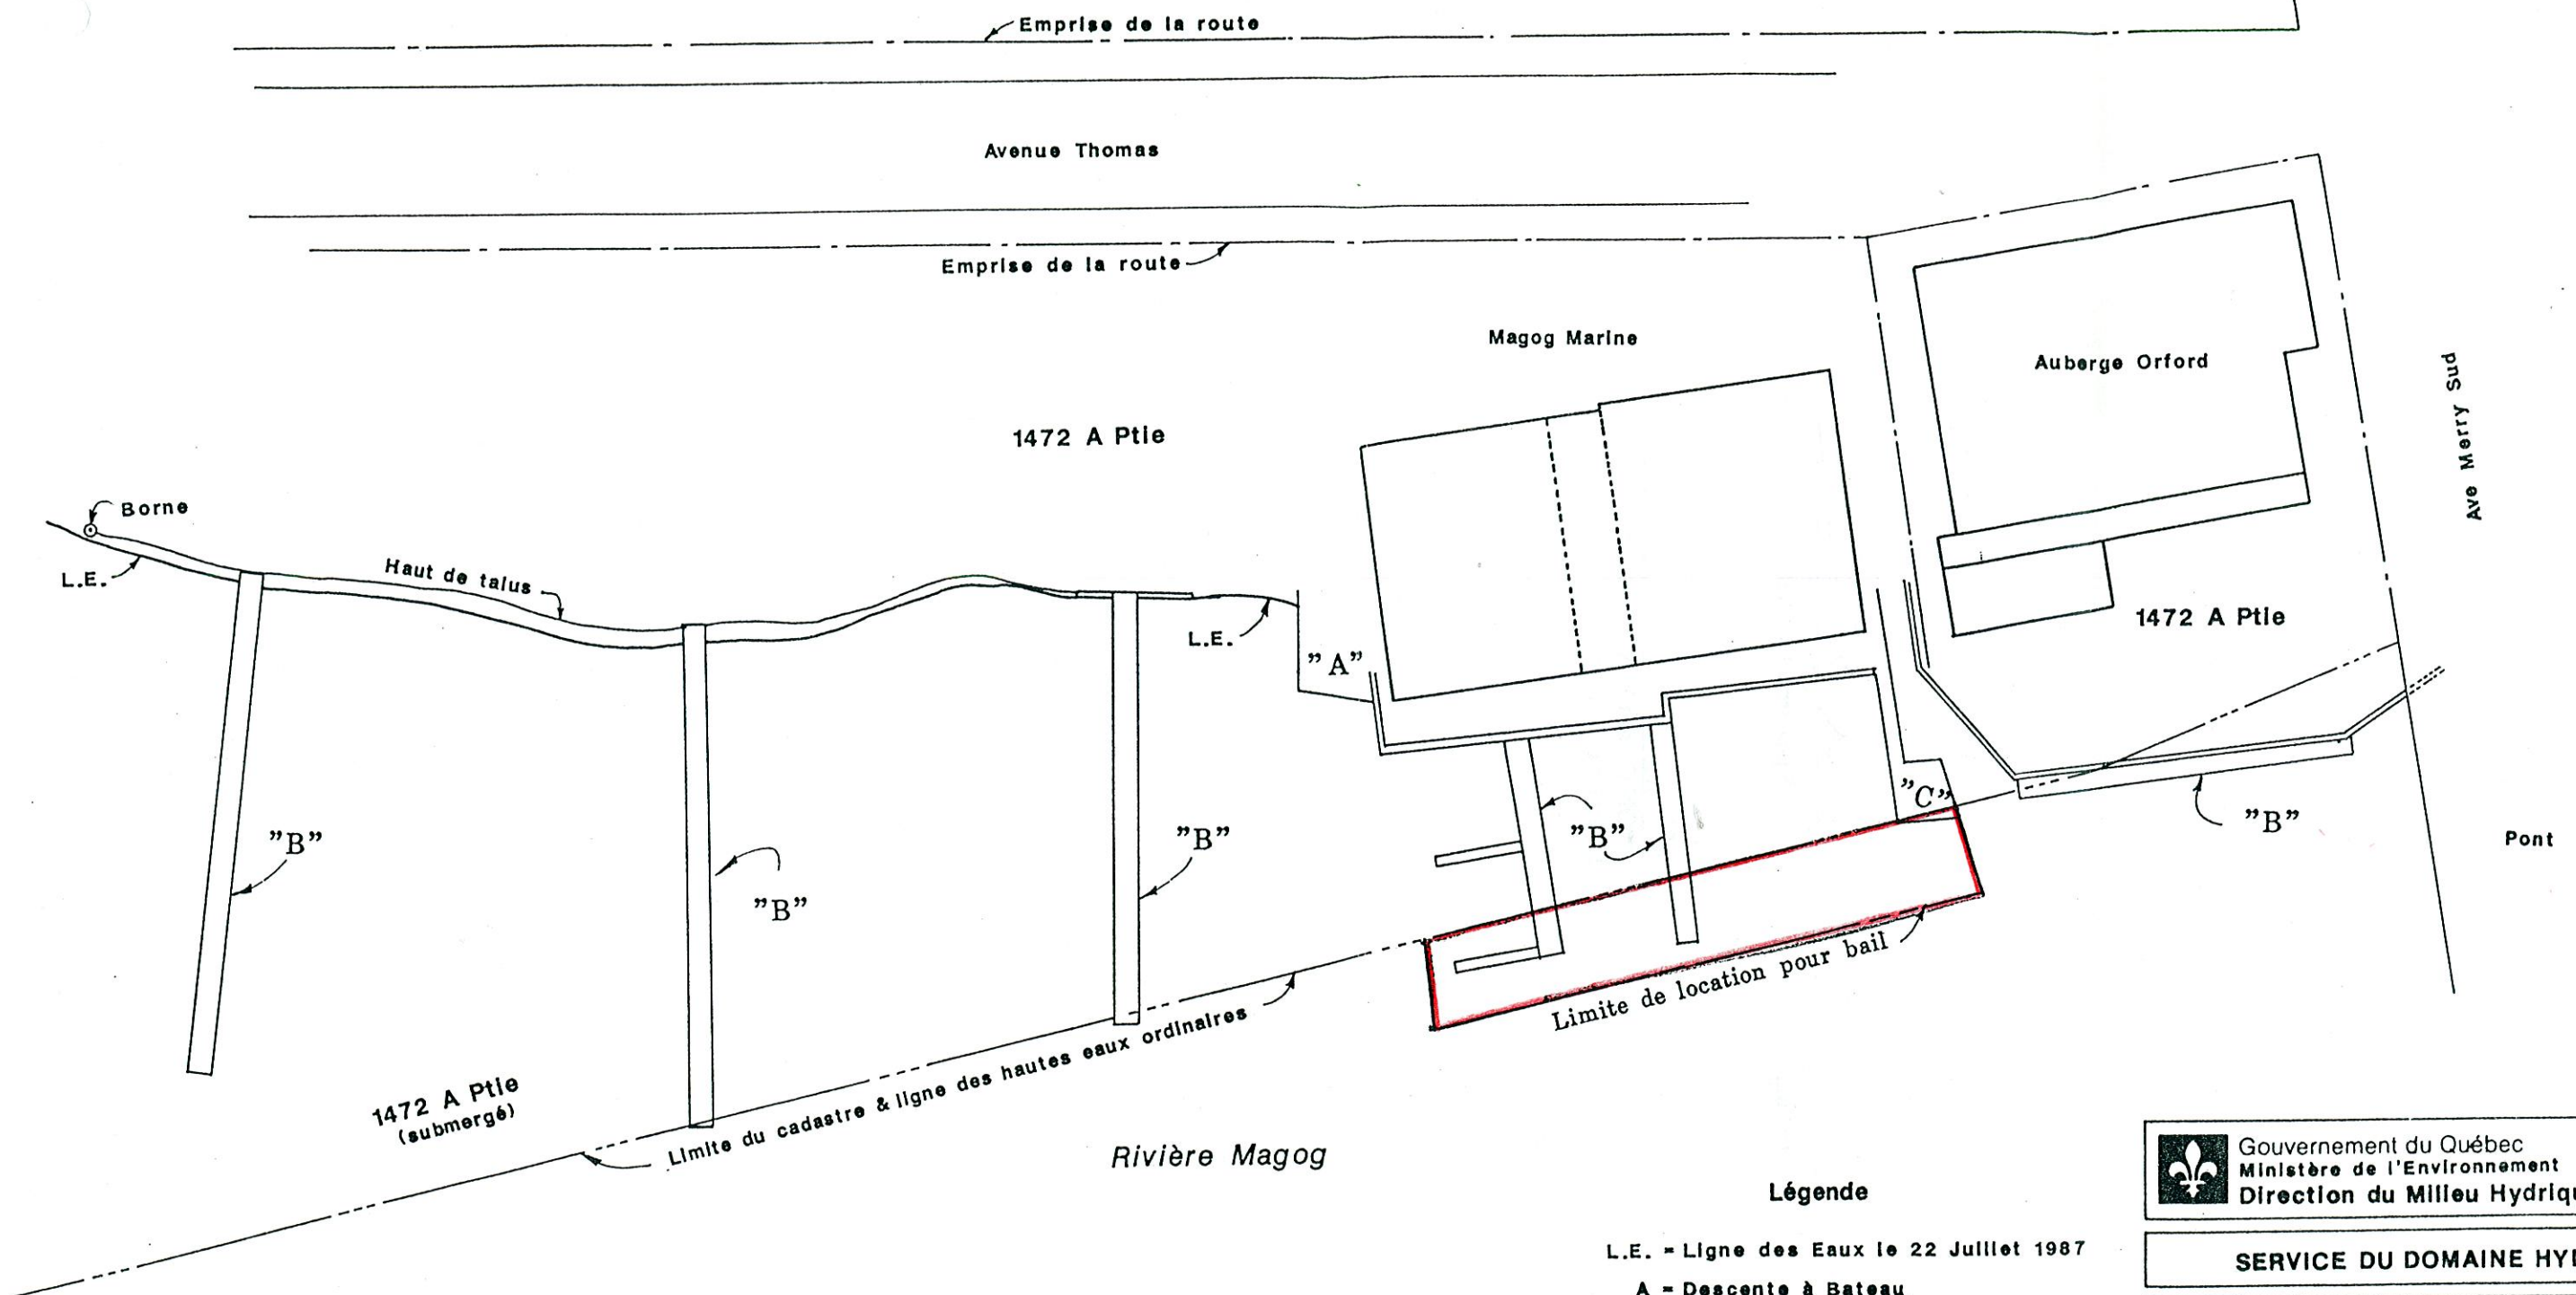 Emprise de la route
Avenue Thomas
Emprise de la route
Magog Marine
Auberge Orford
Ave Merry Sud
1472 A Ptie
Borne
L.E.
Haut de talus
L.E.
"A"
1472 A Ptie
"B"
"B"
"B"
"B"
"C"
"B"
Pont
Limite de location pour bail
Limite du cadastre & ligne des hautes eaux ordinaires
1472 A Ptie
(submergé)
Rivière Magog
Légende
L.E. = Ligne des Eaux le 22 Juillet 1987
A = Descente à Bateau
Gouvernement du Québec
Ministère de l'Environnement
Direction du Milieu Hydriqu
SERVICE DU DOMAINE HY